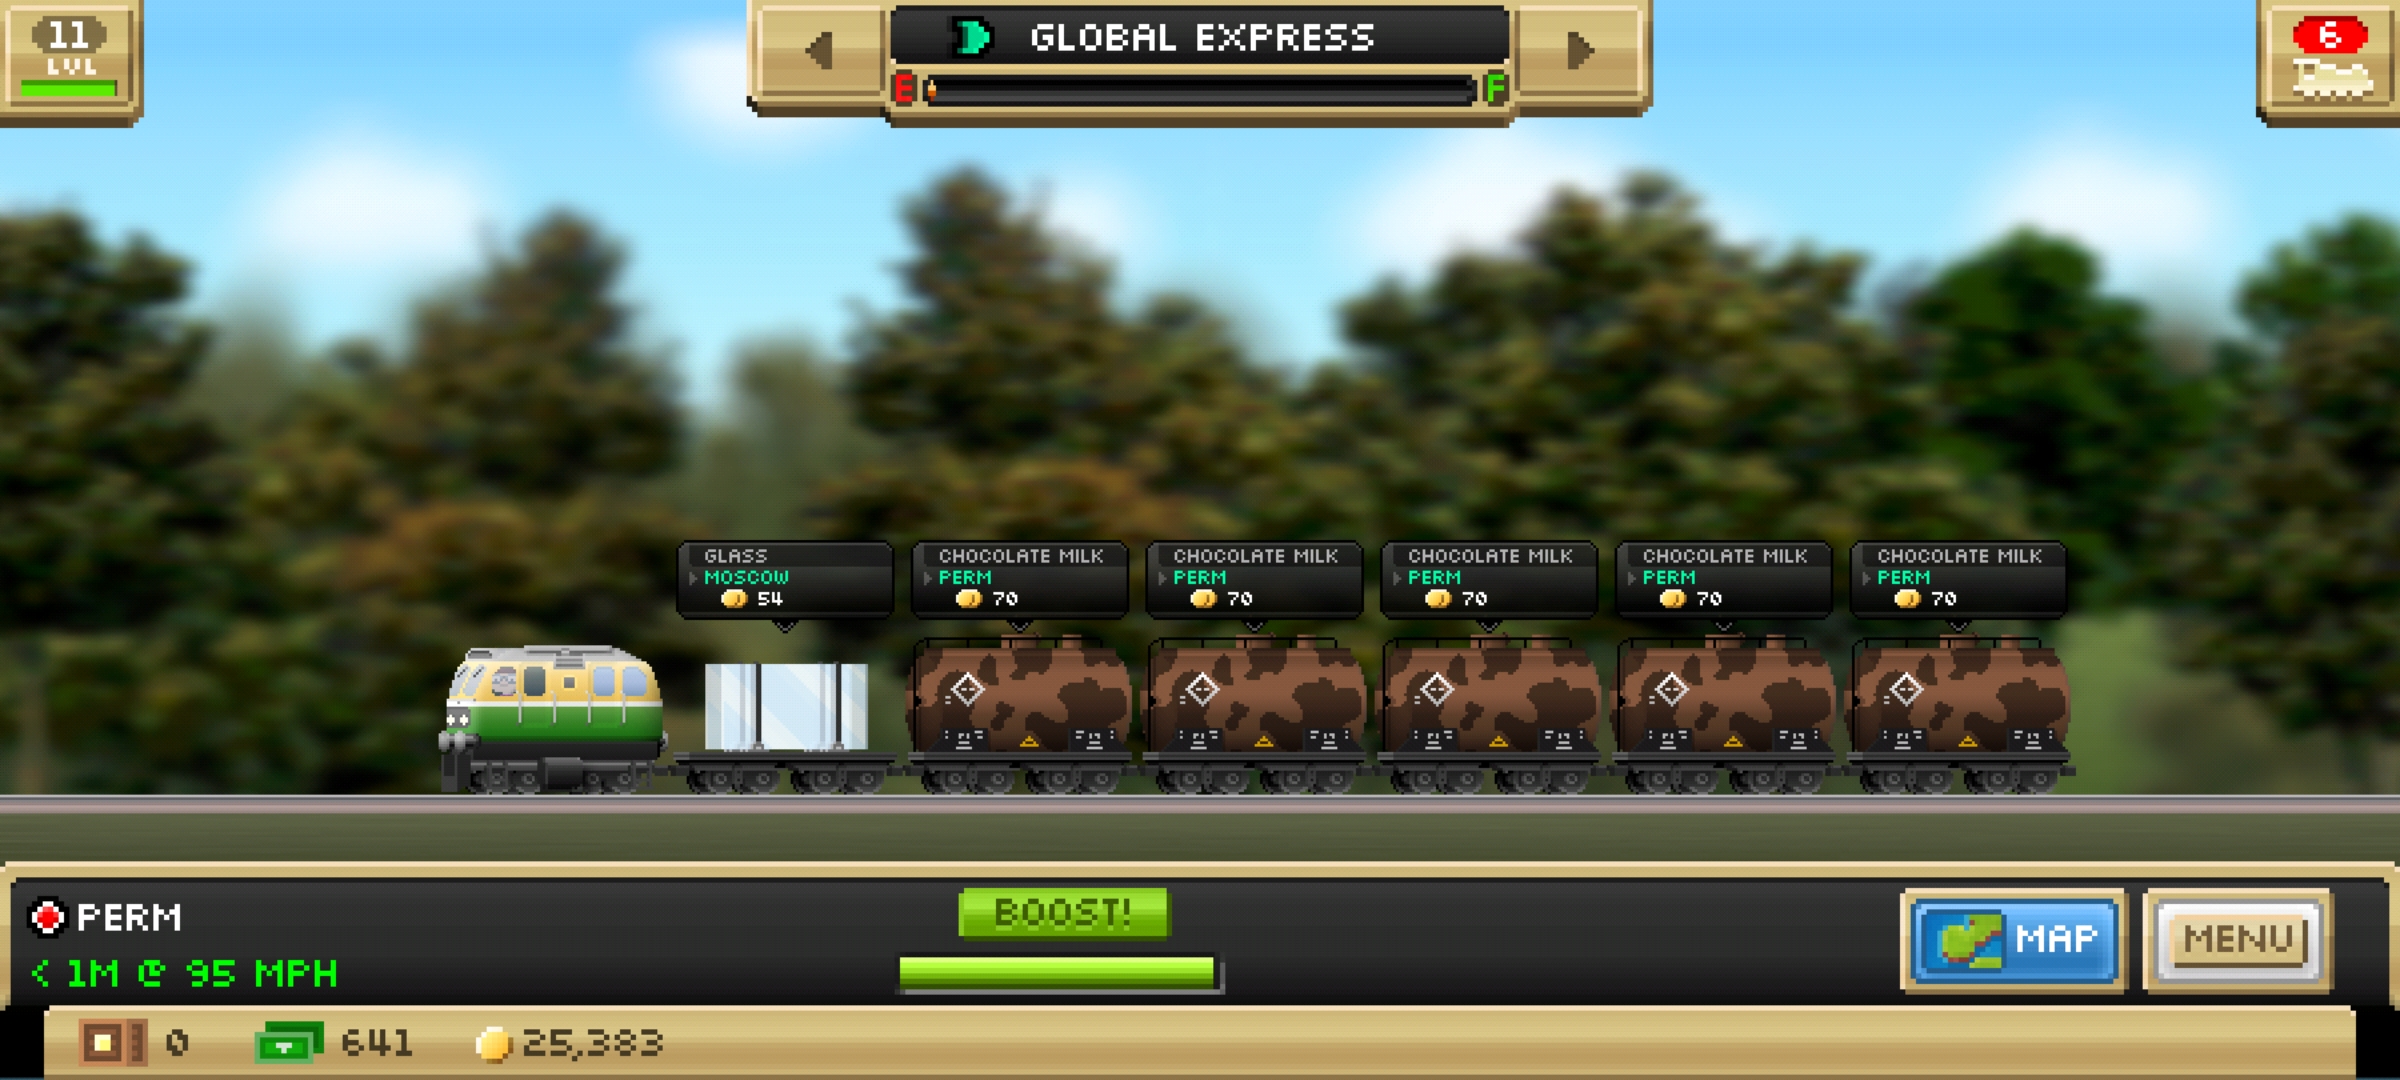 11
LVL
GLOBAL EXPRESS
E
F
6
GLASS
MOSCOW
54
CHOCOLATE MILK
PERM
70
CHOCOLATE MILK
PERM
70
CHOCOLATE MILK
PERM
70
CHOCOLATE MILK
PERM
70
CHOCOLATE MILK
PERM
70
PERM
< 1M @ 95 MPH
BOOST!
MAP
MENU
0
641
25,383